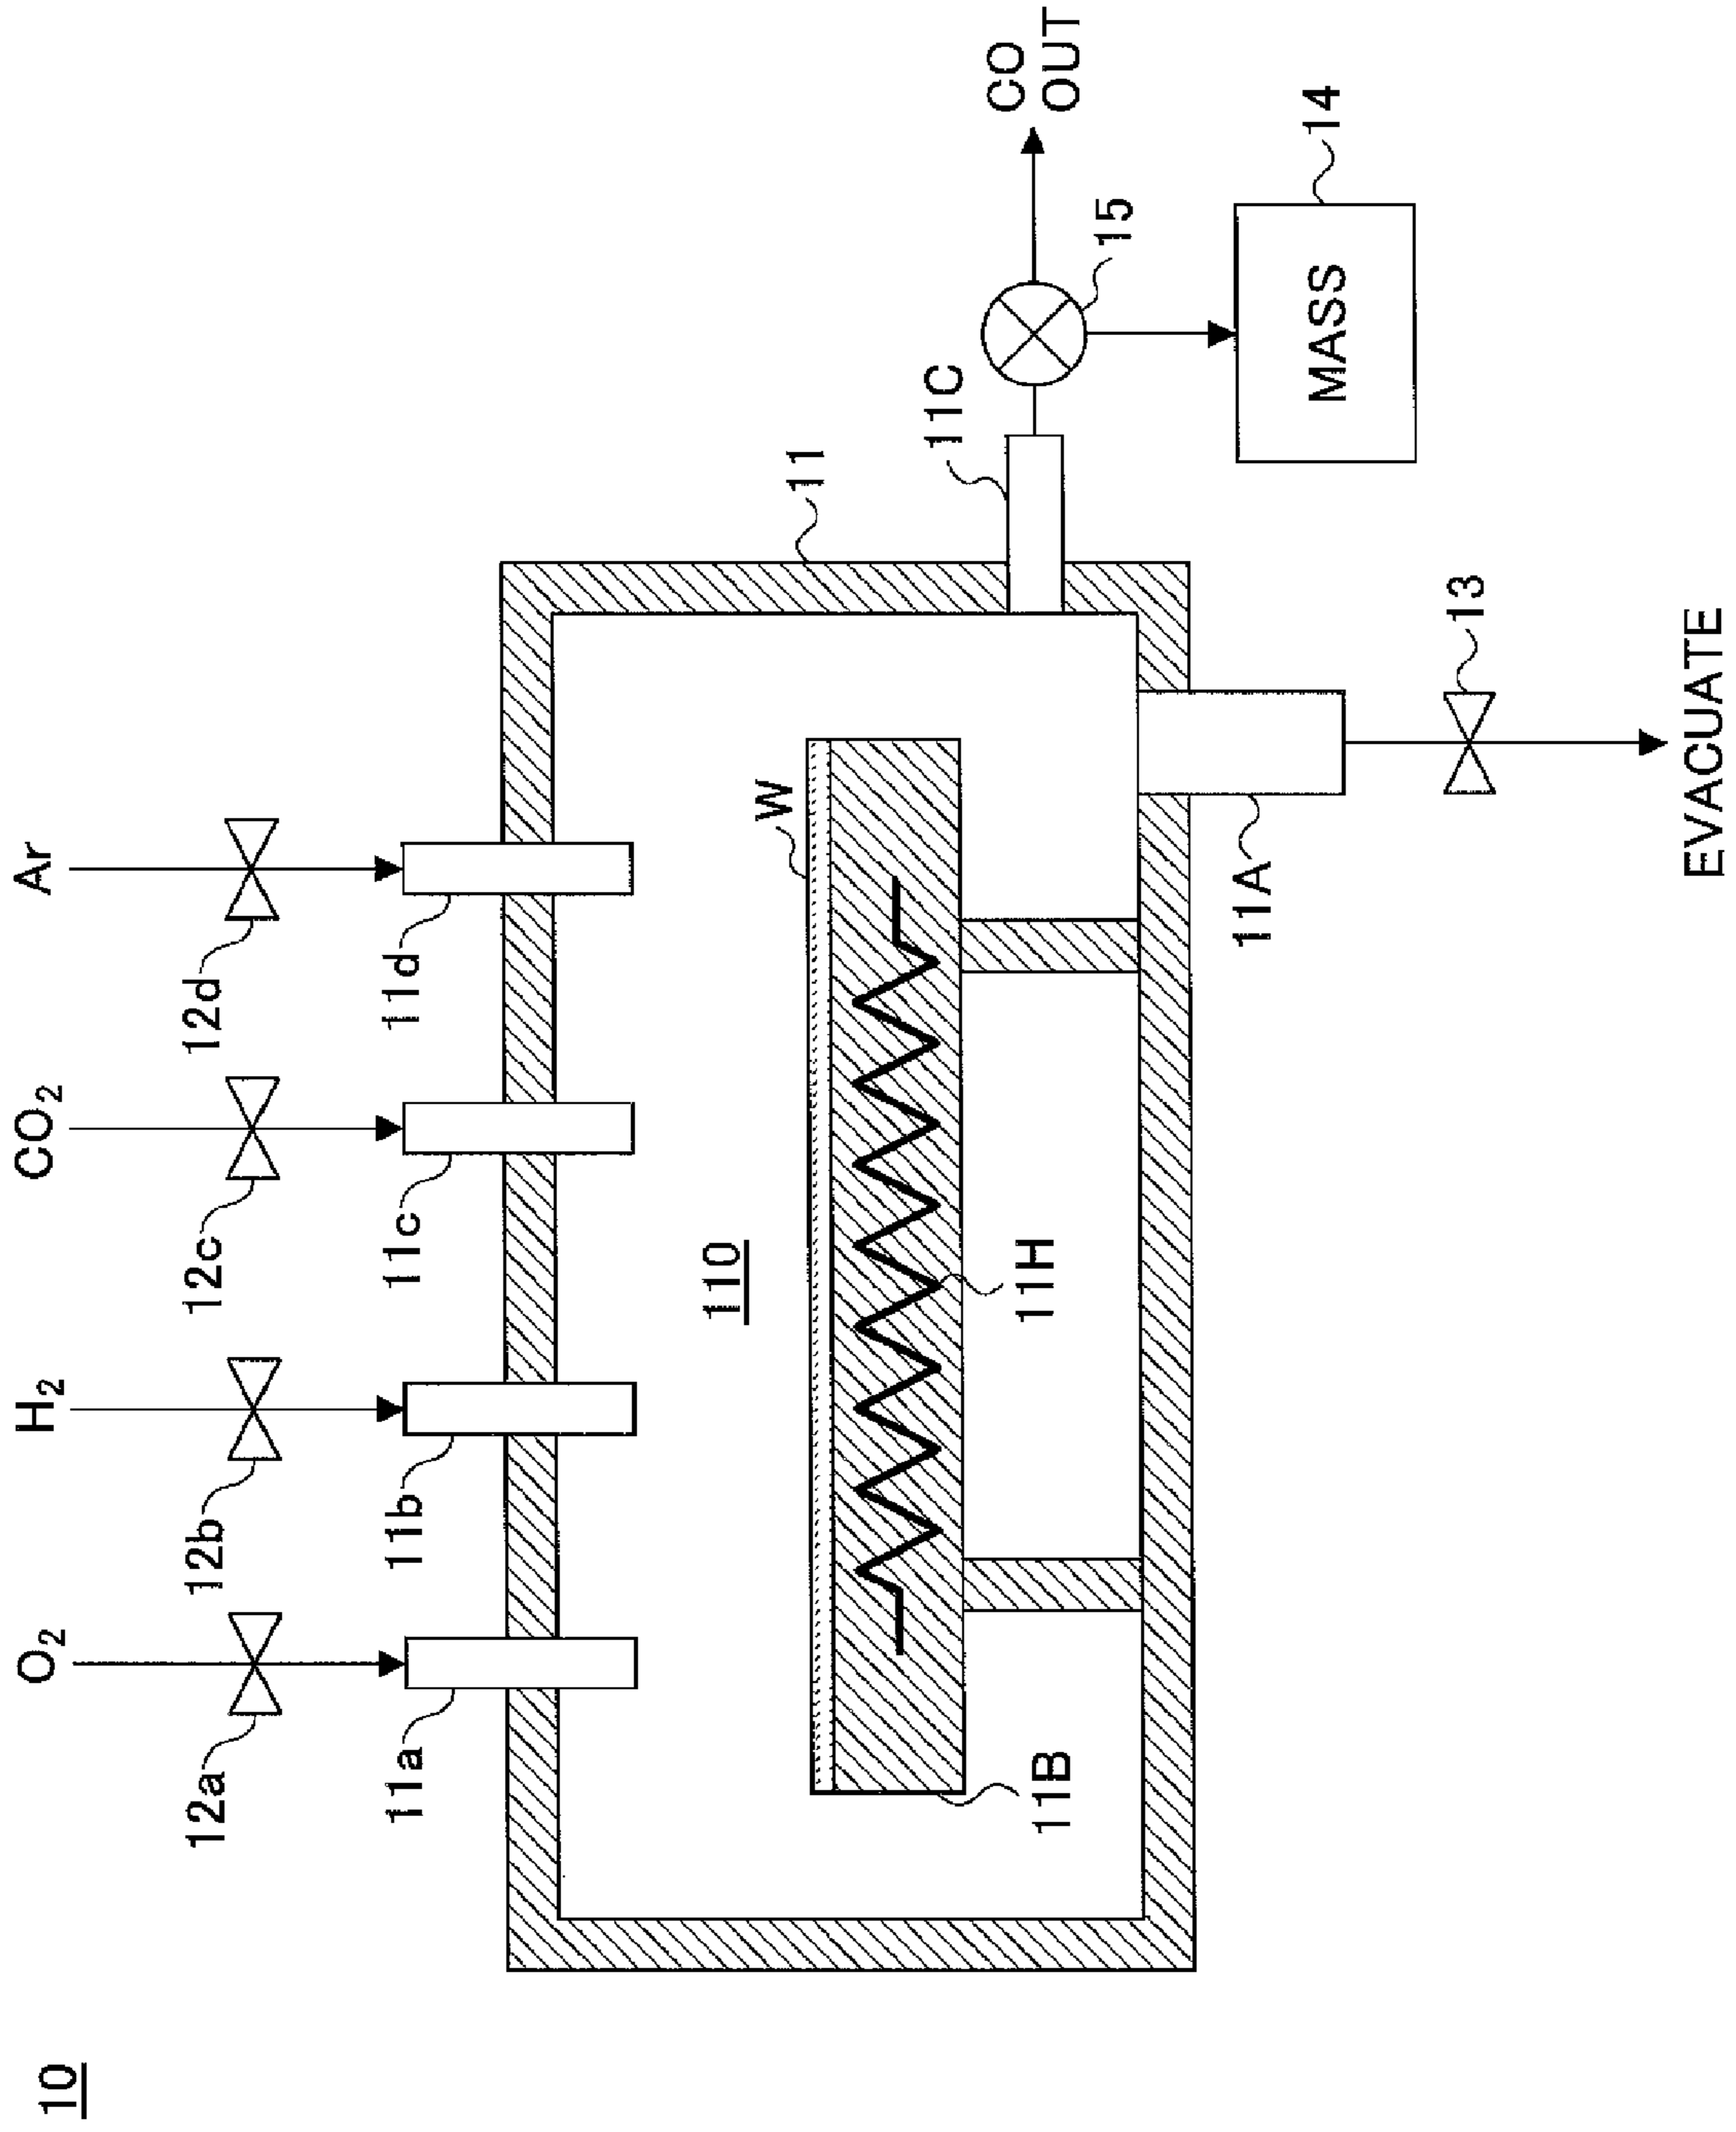 10
O2
H2
CO2
Ar
12a
12b
12c
12d
11a
11b
11c
11d
110
W
11
11B
11H
11C
CO
OUT
15
11A
MASS
14
13
EVACUATE